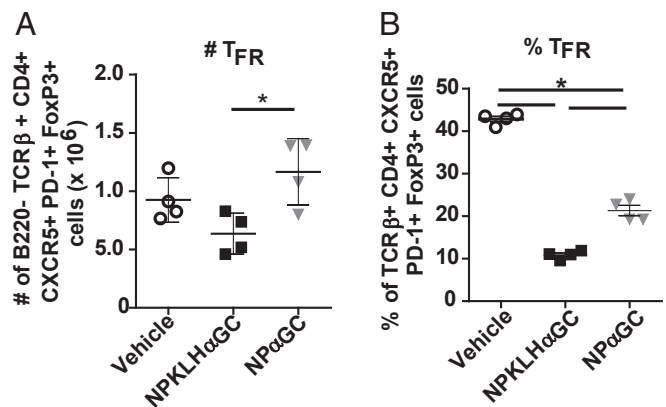 A
# TFR
# of B220- TCRβ + CD4+
CXCR5+ PD-1+ FoxP3+
cells (x 10⁶)
2.0
1.5
1.0
5.0
0.0
*
Vehicle
NPKLHαGC
NPαGC
B
% TFR
% of TCRβ+ CD4+ CXCR5+
PD-1+ FoxP3+ cells
50
40
30
20
10
0
*
Vehicle
NPKLHαGC
NPαGC